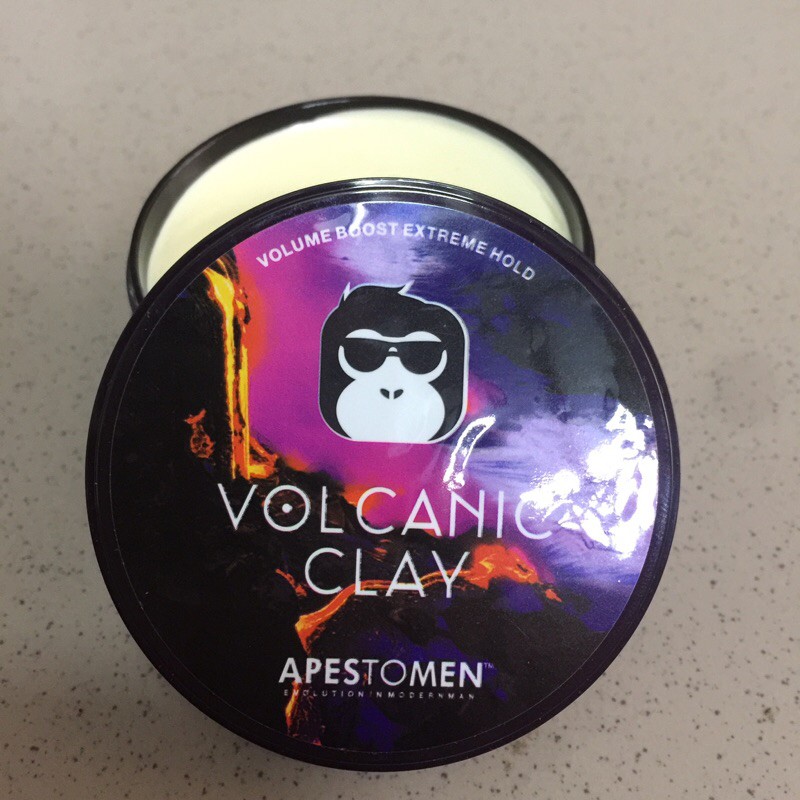 VOLUME BOOST EXTREME HOLD
VOLCANIC
CLAY
APESTOMEN™
EVOLUTION IN MODERN MAN